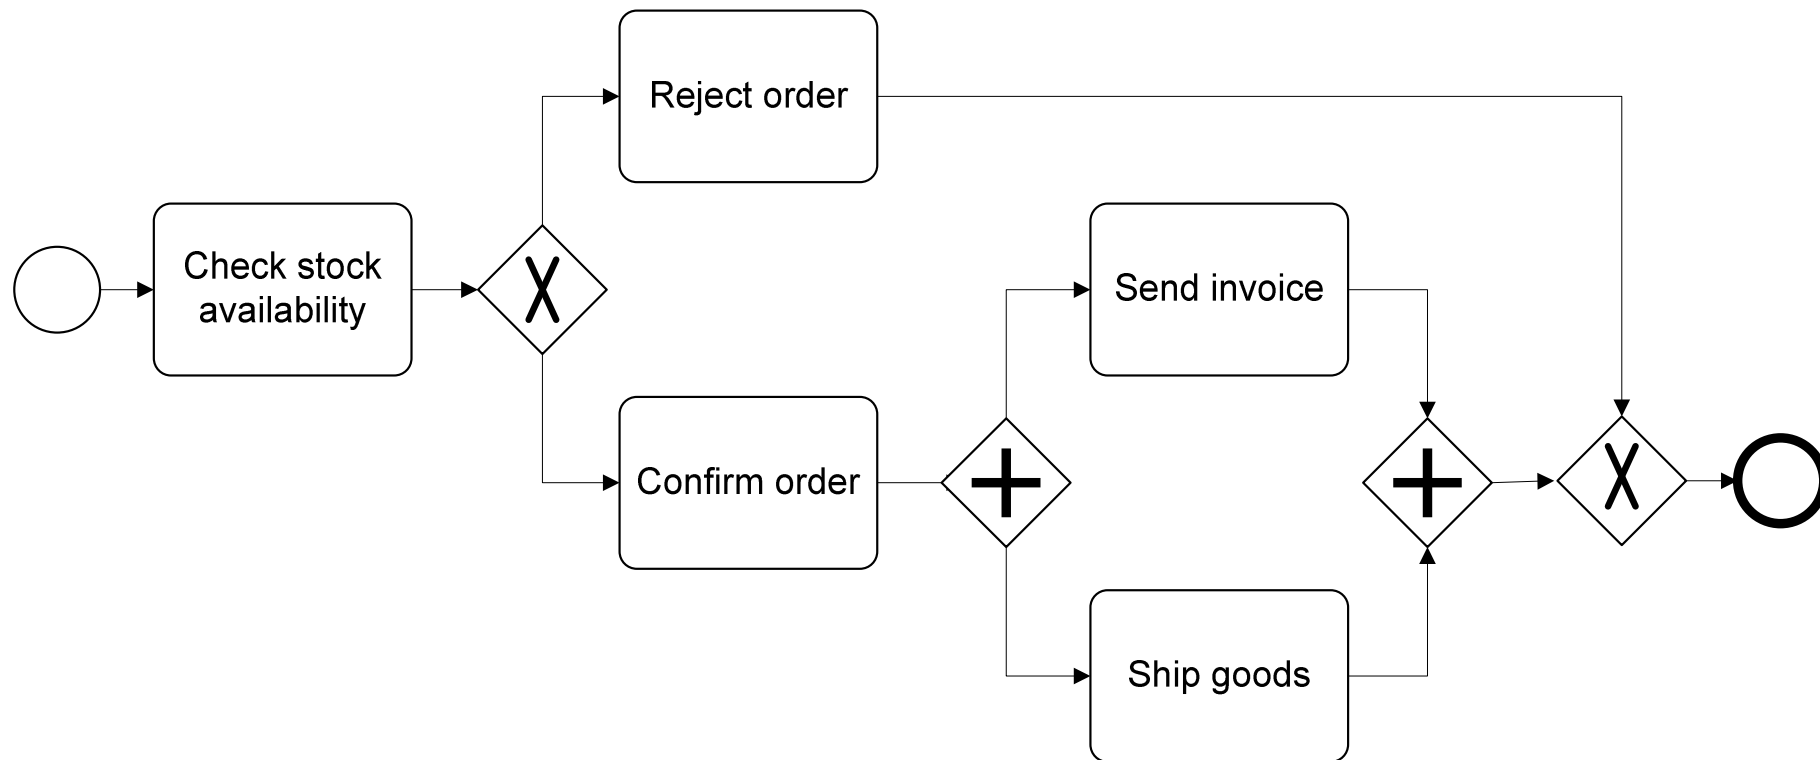 Reject order
Check stock
availability
Send invoice
Confirm order
Ship goods